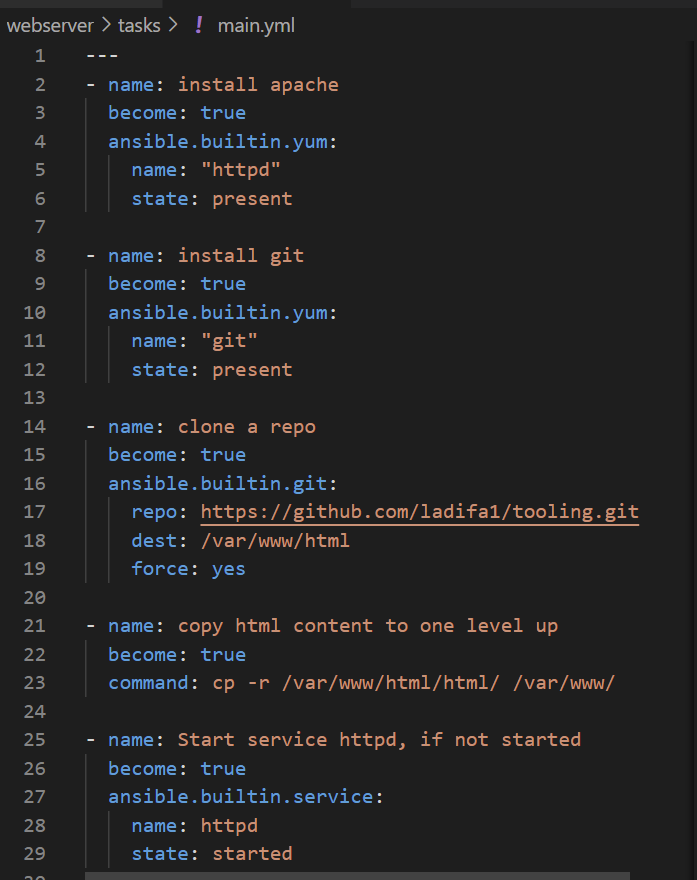 webserver > tasks > ! main.yml
1 ---
2 - name: install apache
3   become: true
4   ansible.builtin.yum:
5     name: "httpd"
6     state: present
7
8 - name: install git
9   become: true
10   ansible.builtin.yum:
11     name: "git"
12     state: present
13
14 - name: clone a repo
15   become: true
16   ansible.builtin.git:
17     repo: https://github.com/ladifa1/tooling.git
18     dest: /var/www/html
19     force: yes
20
21 - name: copy html content to one level up
22   become: true
23   command: cp -r /var/www/html/html/ /var/www/
24
25 - name: Start service httpd, if not started
26   become: true
27   ansible.builtin.service:
28     name: httpd
29     state: started